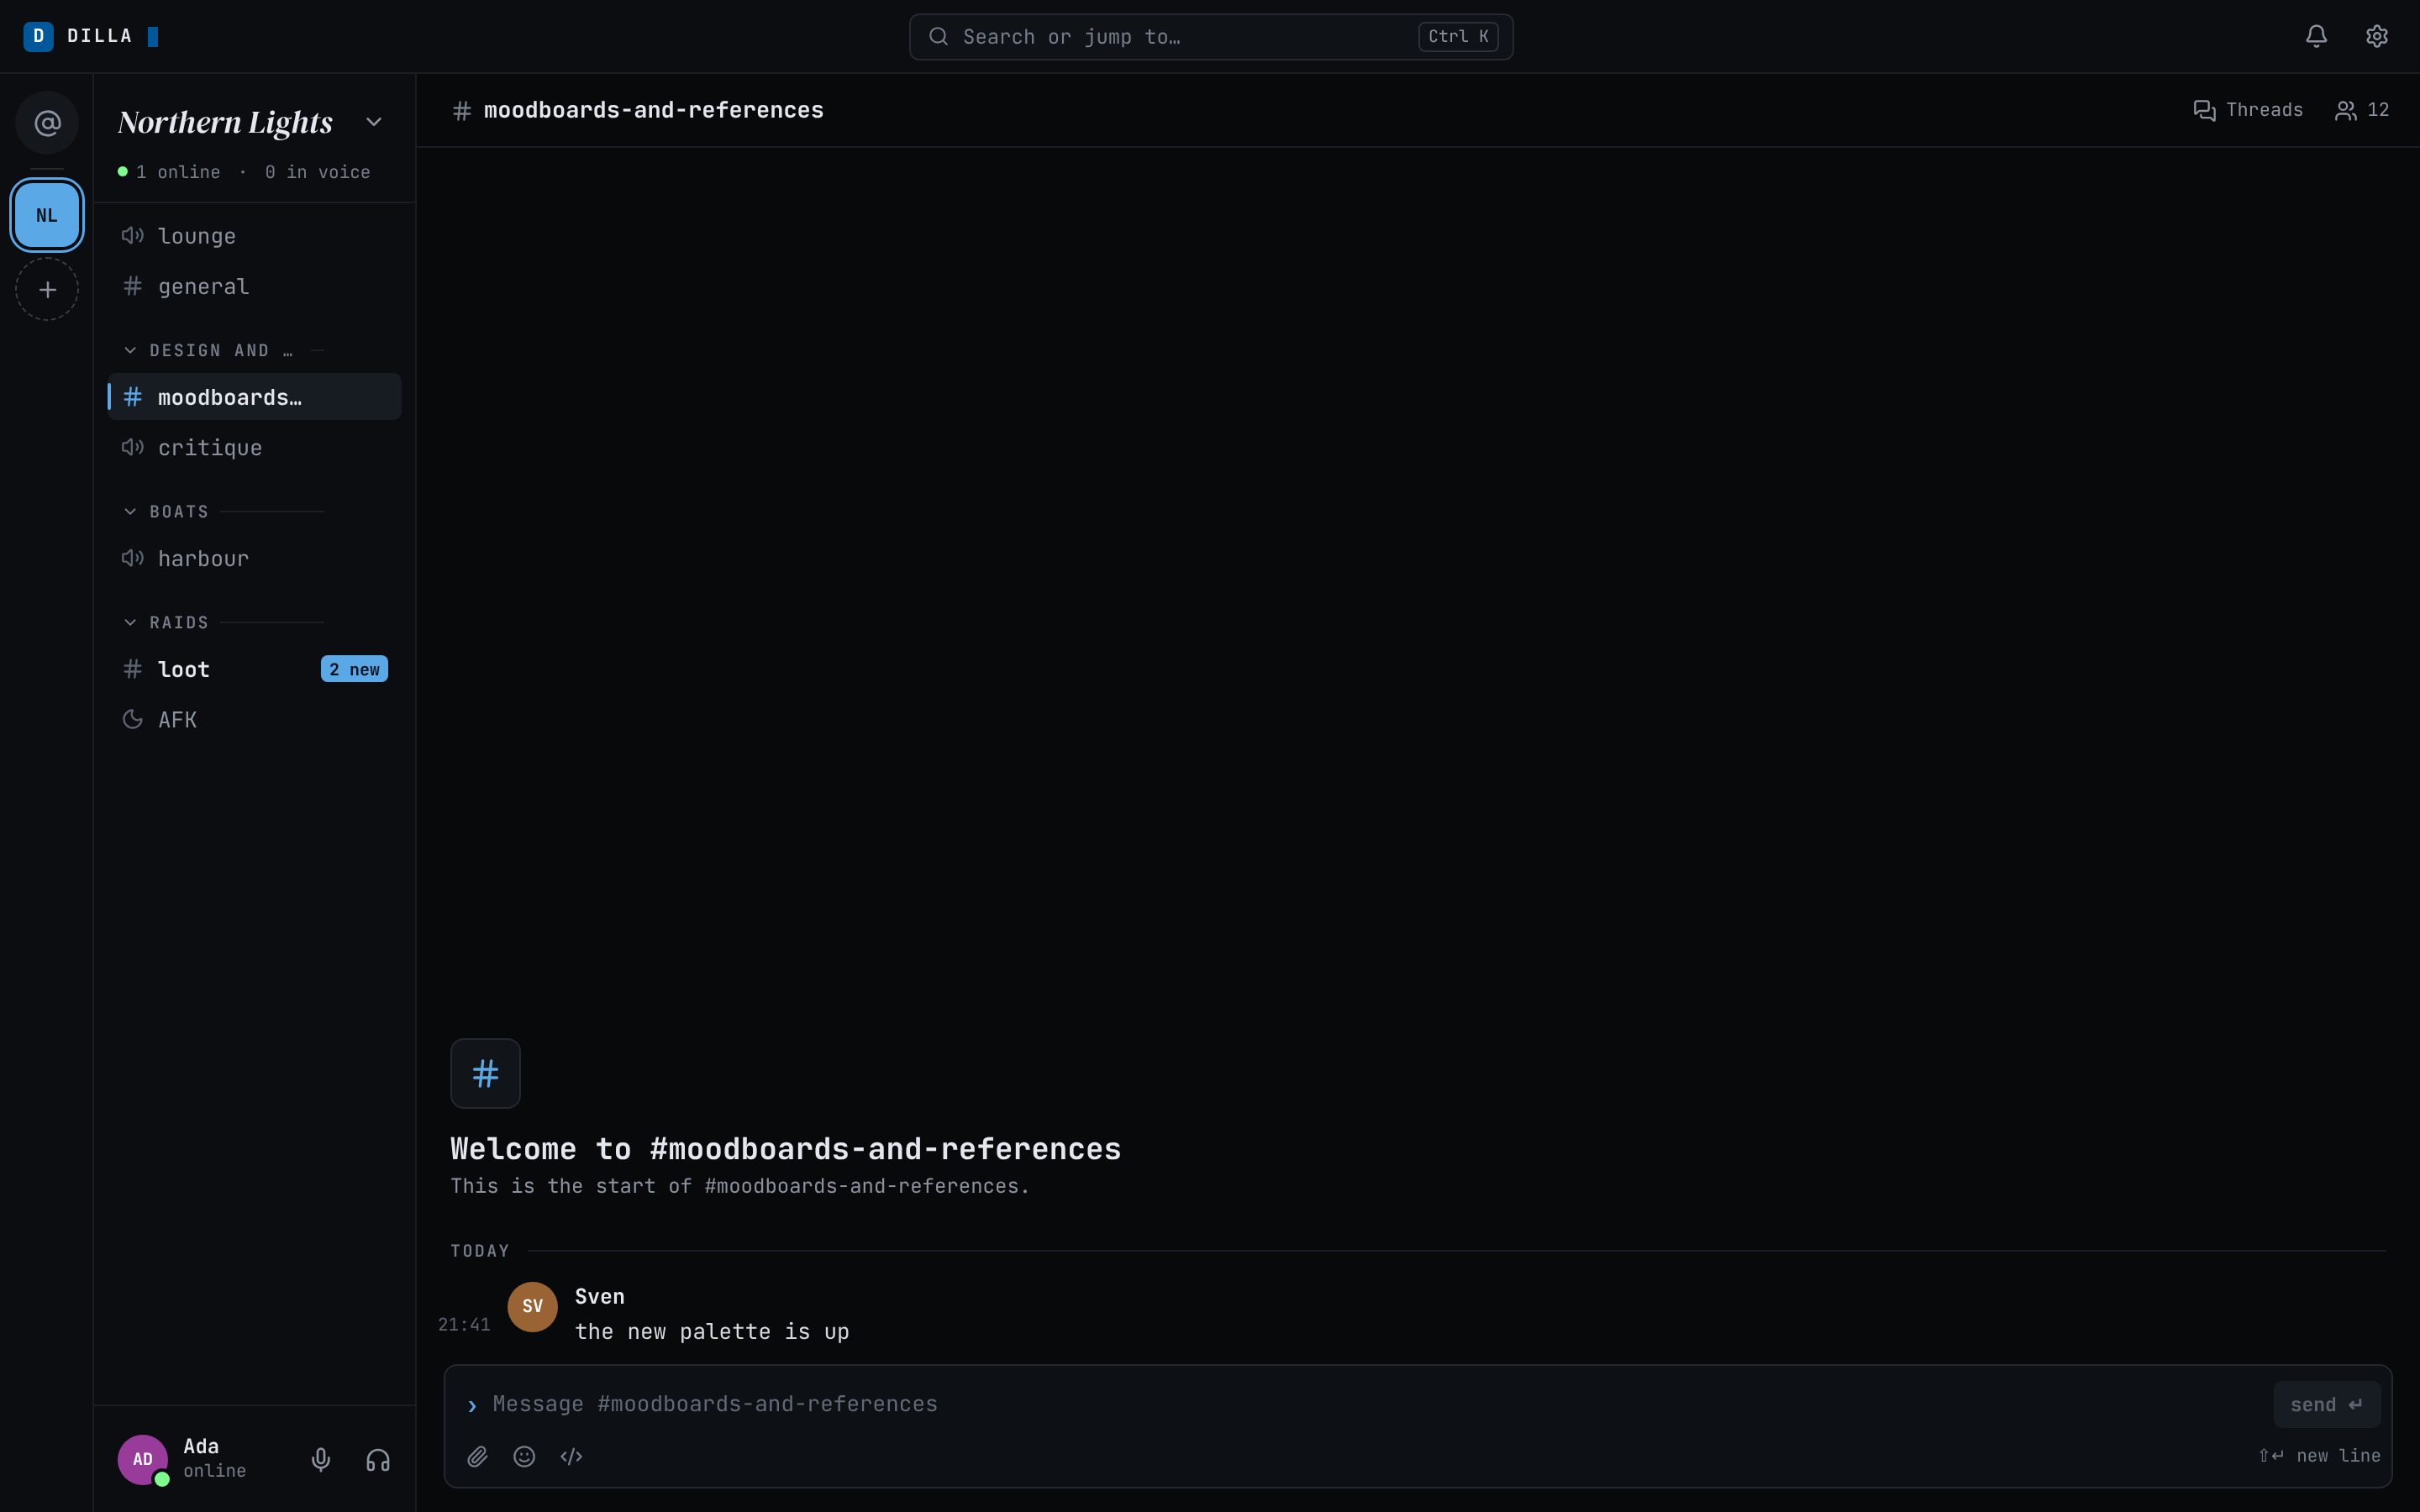 D DILLA
Search or jump to… Ctrl K
Northern Lights
1 online · 0 in voice
NL
lounge
general
DESIGN AND …
moodboards…
critique
BOATS
harbour
RAIDS
loot 2 new
AFK
AD Ada
online
# moodboards-and-references
Threads 12
Welcome to #moodboards-and-references
This is the start of #moodboards-and-references.
TODAY
SV Sven
21:41 the new palette is up
› Message #moodboards-and-references
send ↵
⇧↵ new line